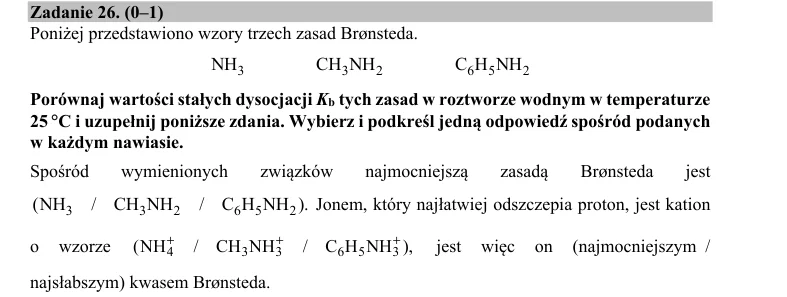 Zadanie 26. (0–1)
Poniżej przedstawiono wzory trzech zasad Brønsteda.
NH₃ CH₃NH₂ C₆H₅NH₂
Porównaj wartości stałych dysocjacji K_b tych zasad w roztworze wodnym w temperaturze
25 °C i uzupełnij poniższe zdania. Wybierz i podkreśl jedną odpowiedź spośród podanych
w każdym nawiasie.
Spośród wymienionych związków najmocniejszą zasadą Brønsteda jest
(NH₃ / CH₃NH₂ / C₆H₅NH₂). Jonem, który najłatwiej odszczepia proton, jest kation
o wzorze (NH₄⁺ / CH₃NH₃⁺ / C₆H₅NH₃⁺), jest więc on (najmocniejszym /
najsłabszym) kwasem Brønsteda.